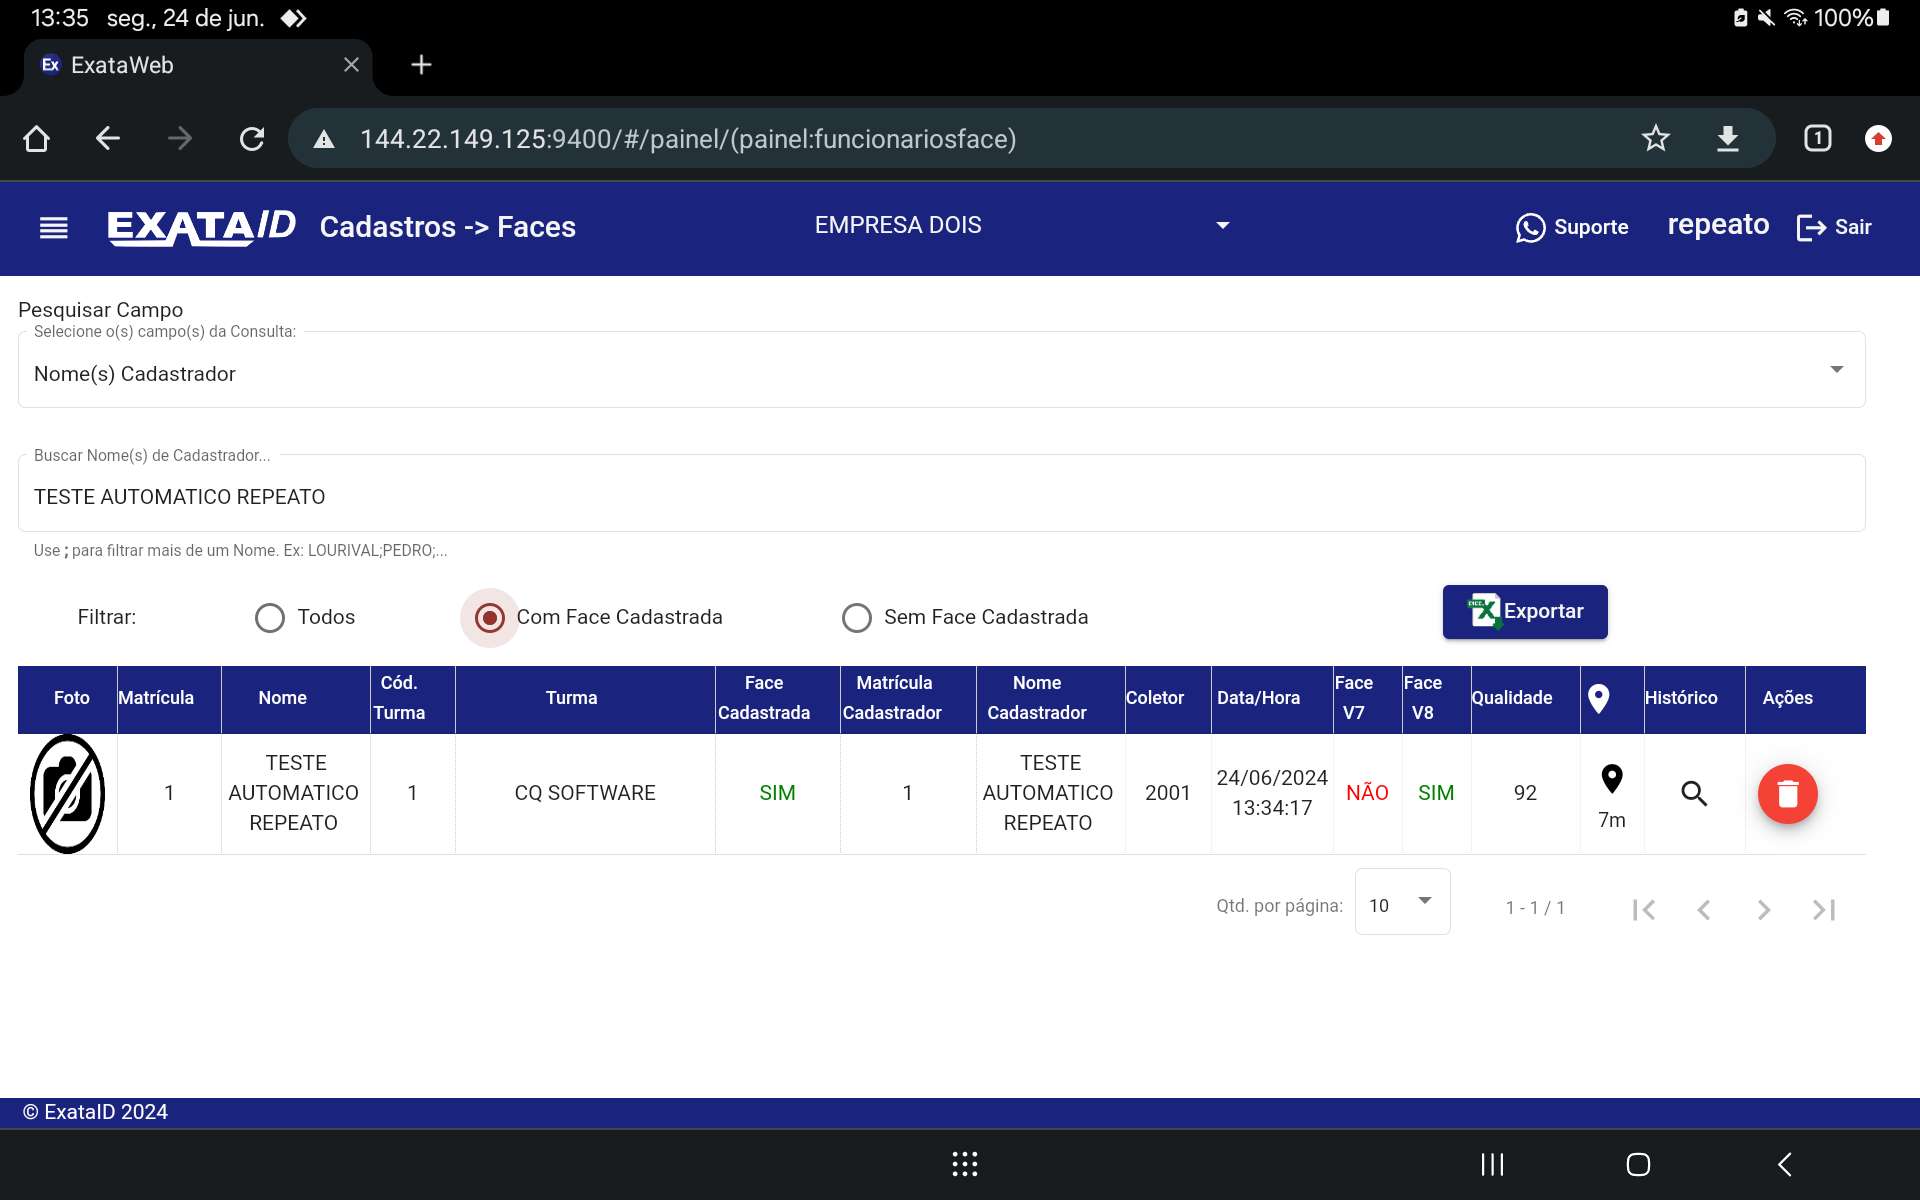 13:35 seg., 24 de jun. 100%
Ex ExataWeb
144.22.149.125:9400/#/painel/(painel:funcionariosface) 1
EXATAID Cadastros -> Faces EMPRESA DOIS Suporte repeato Sair
Pesquisar Campo
Selecione o(s) campo(s) da Consulta:
Nome(s) Cadastrador
Buscar Nome(s) de Cadastrador...
TESTE AUTOMATICO REPEATO
Use ; para filtrar mais de um Nome. Ex: LOURIVAL;PEDRO;...
Filtrar: Todos Com Face Cadastrada Sem Face Cadastrada Exportar
Foto Matrícula Nome Cód. Turma Turma Face Cadastrada Matrícula Cadastrador Nome Cadastrador Coletor Data/Hora Face V7 Face V8 Qualidade Histórico Ações
1 TESTE AUTOMATICO REPEATO 1 CQ SOFTWARE SIM 1 TESTE AUTOMATICO REPEATO 2001 24/06/2024 13:34:17 NÃO SIM 92 7m
Qtd. por página: 10 1 - 1 / 1
© ExataID 2024